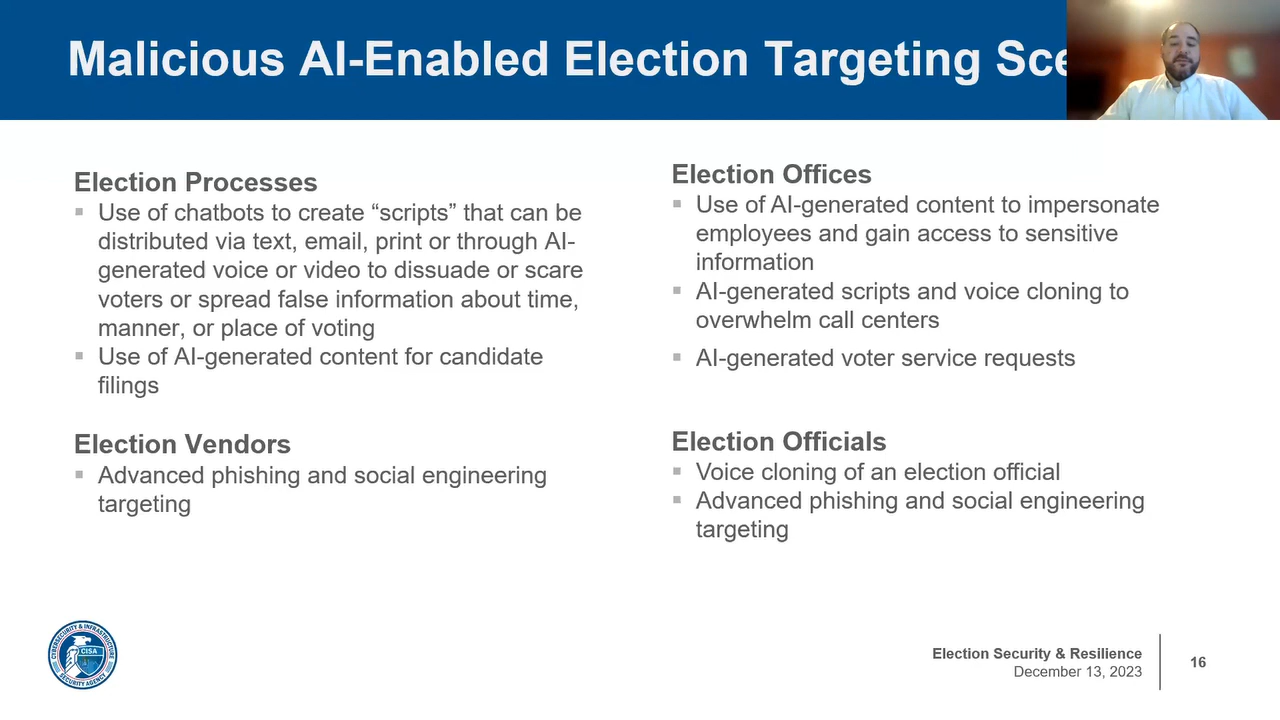 Malicious AI-Enabled Election Targeting Sce
Election Processes
▪ Use of chatbots to create “scripts” that can be
distributed via text, email, print or through AI-
generated voice or video to dissuade or scare
voters or spread false information about time,
manner, or place of voting
▪ Use of AI-generated content for candidate
filings
Election Vendors
▪ Advanced phishing and social engineering
targeting
Election Offices
▪ Use of AI-generated content to impersonate
employees and gain access to sensitive
information
▪ AI-generated scripts and voice cloning to
overwhelm call centers
▪ AI-generated voter service requests
Election Officials
▪ Voice cloning of an election official
▪ Advanced phishing and social engineering
targeting
CYBERSECURITY & INFRASTRUCTURE
CISA
SECURITY AGENCY
Election Security & Resilience
December 13, 2023
16